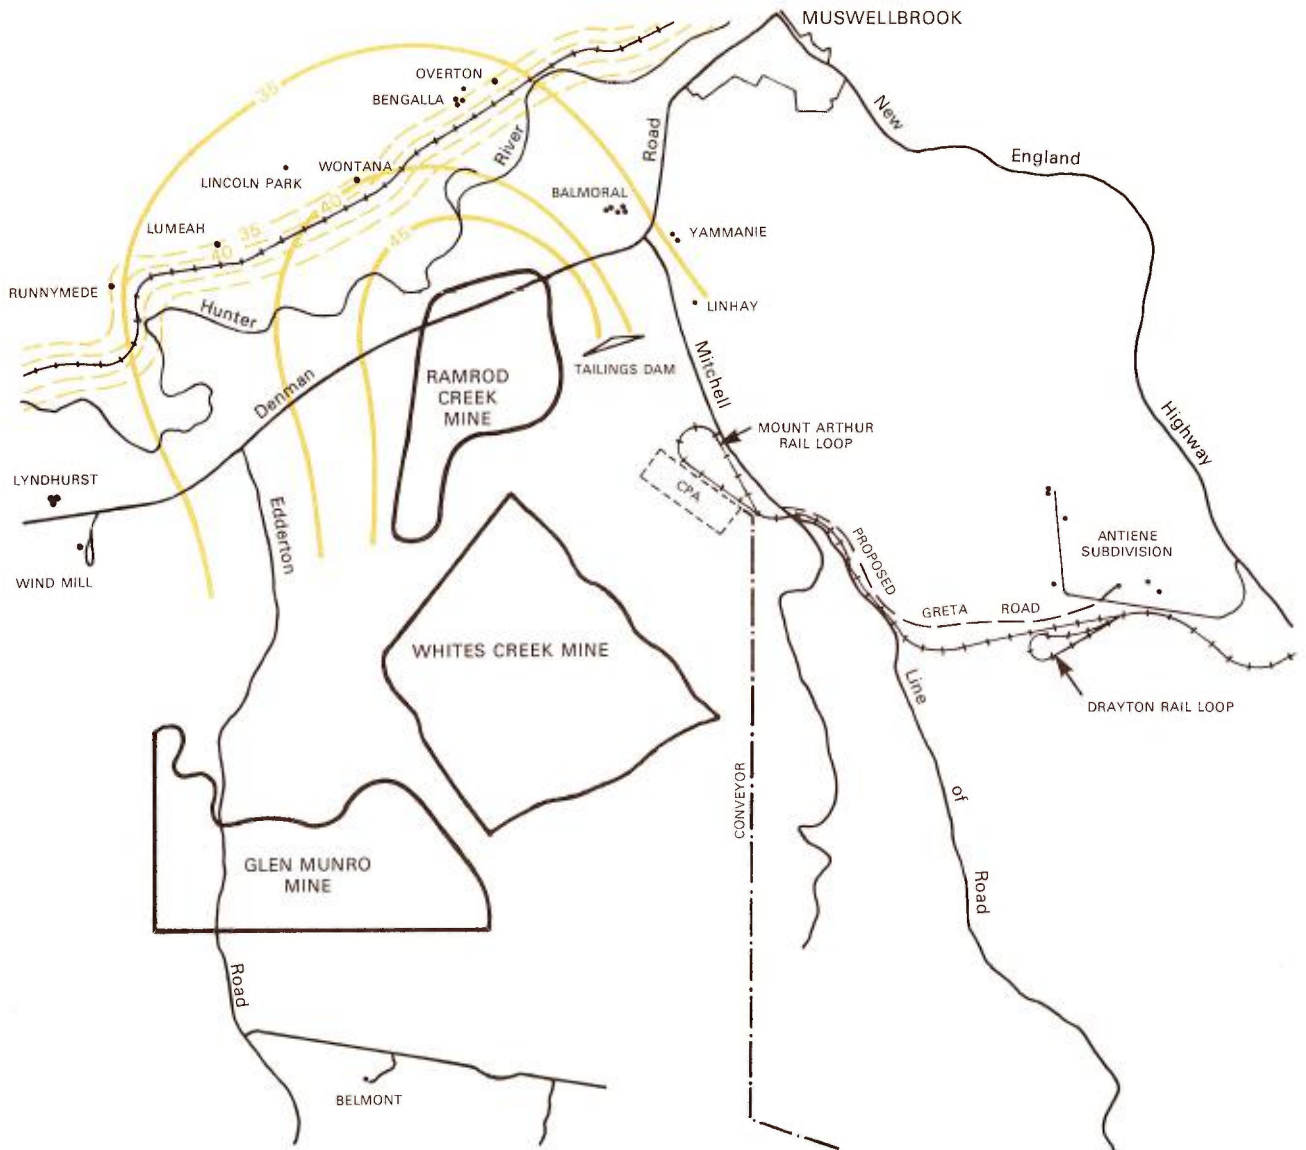 MUSWELLBROOK
35
OVERTON
BENGALLA
New
Road
River
England
WONTANA
LINCOLN PARK
BALMORAL
40
LUMEAH
35
45
YAMMANIE
40
RUNNYMEDE
Hunter
LINHAY
Mitchell
TAILINGS DAM
RAMROD
CREEK
MINE
Denman
Highway
MOUNT ARTHUR
RAIL LOOP
LYNDHURST
CPA
Edderton
PROPOSED
ANTIENE
SUBDIVISION
WIND MILL
GRETA ROAD
WHITES CREEK MINE
Line
DRAYTON RAIL LOOP
CONVEYOR
of
GLEN MUNRO
MINE
Road
Road
BELMONT